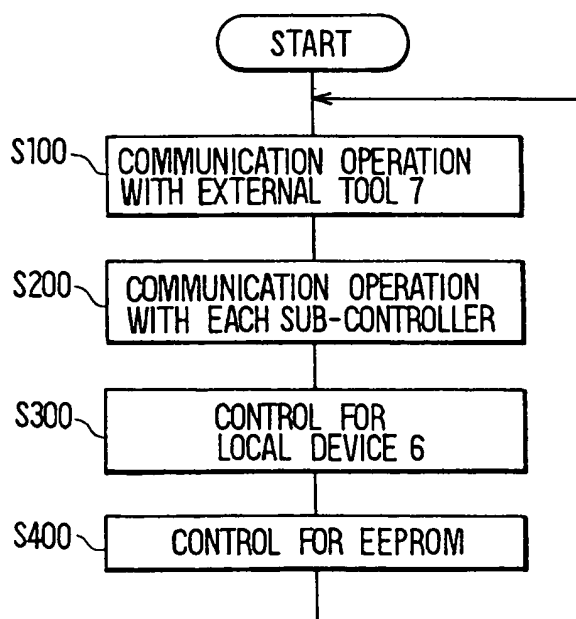 START
S100
COMMUNICATION OPERATION
WITH EXTERNAL TOOL 7
S200
COMMUNICATION OPERATION
WITH EACH SUB-CONTROLLER
S300
CONTROL FOR
LOCAL DEVICE 6
S400
CONTROL FOR EEPROM